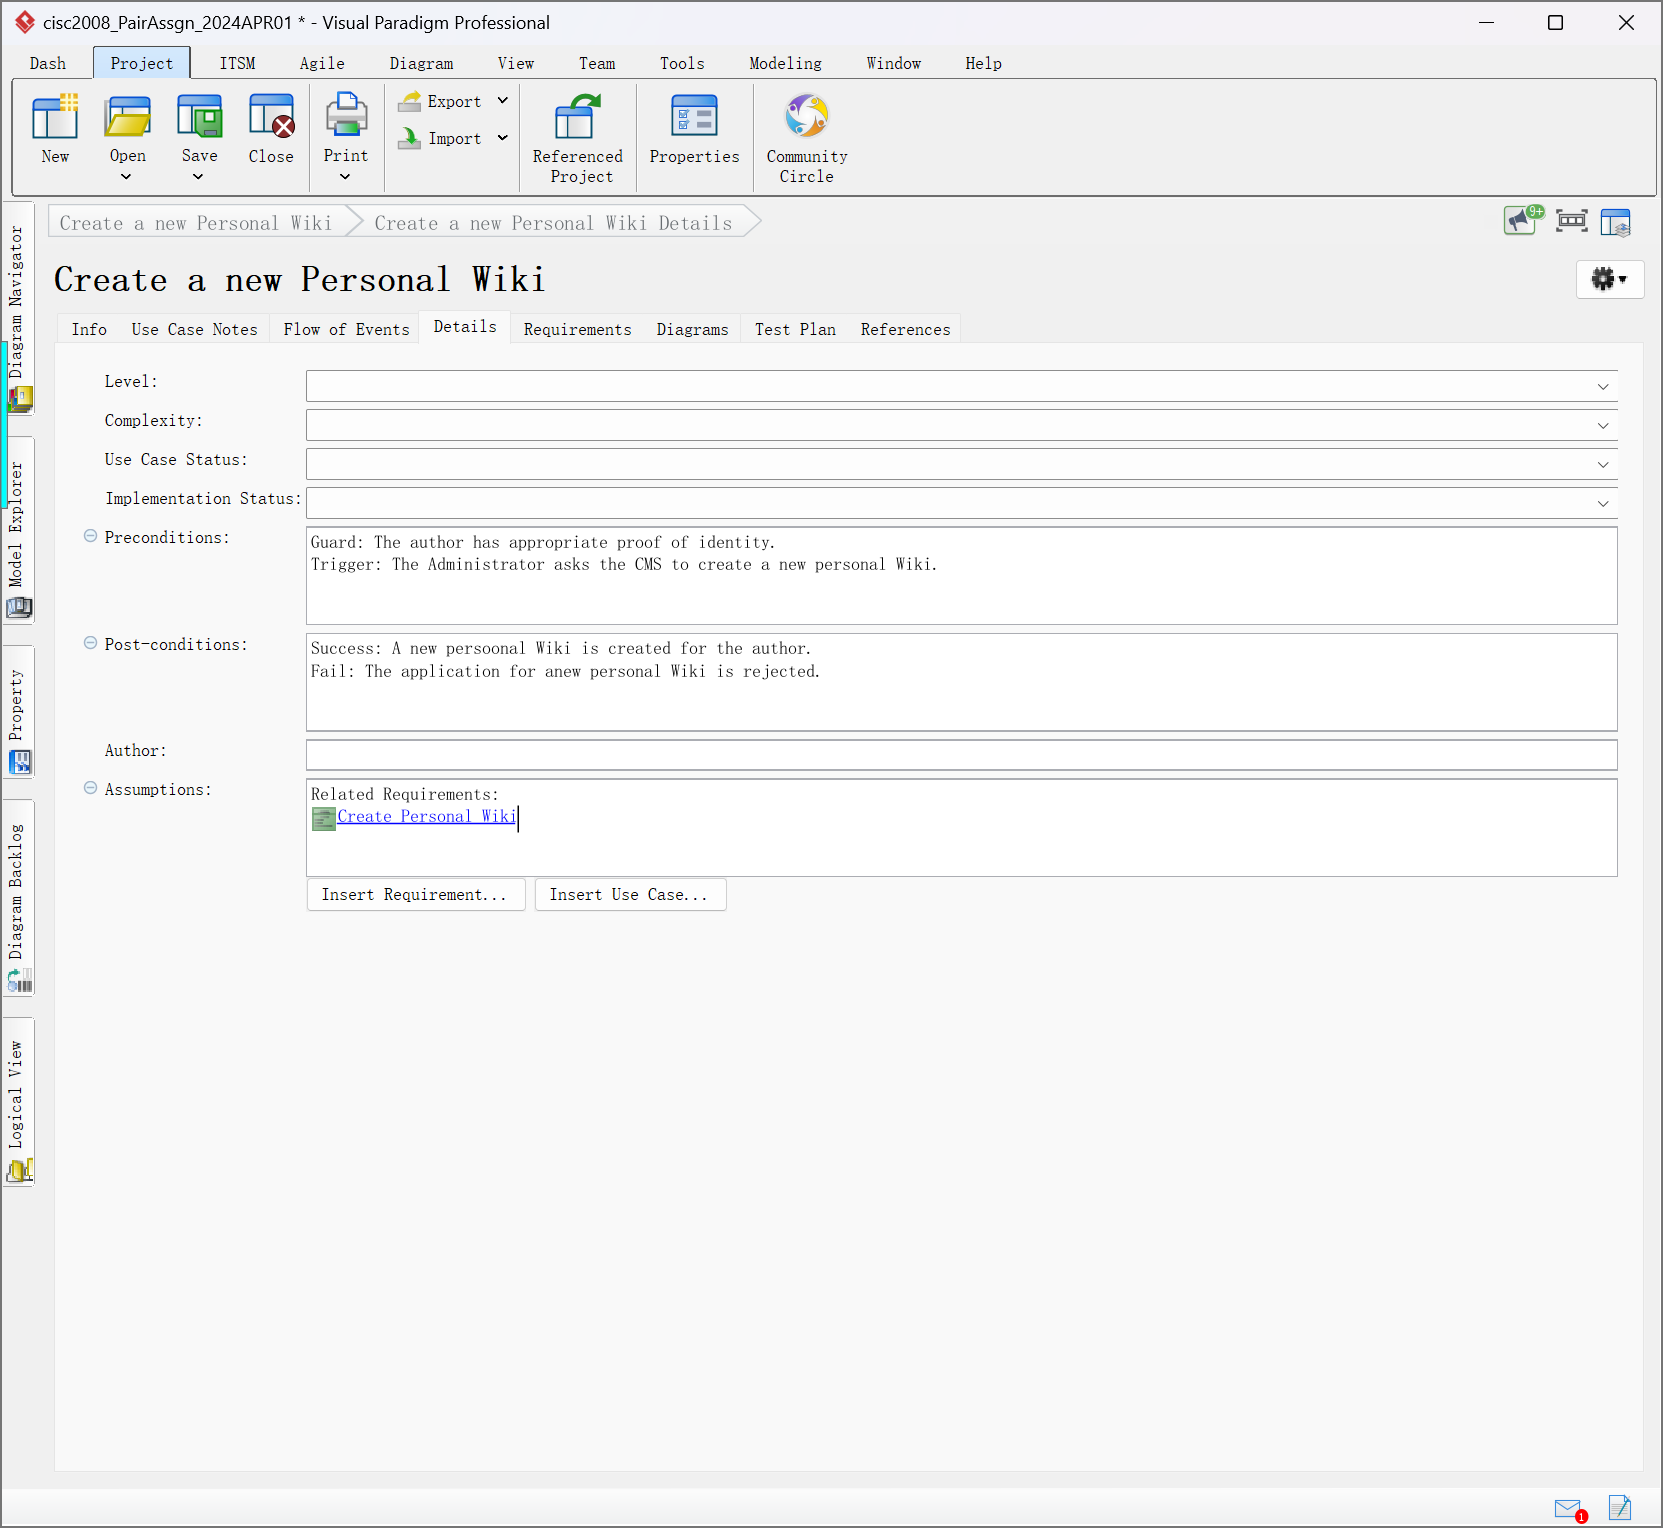 cisc2008_PairAssgn_2024APR01 * - Visual Paradigm Professional
Dash Project ITSM Agile Diagram View Team Tools Modeling Window Help
New Open Save Close Print Export Import Referenced Project Properties Community Circle
Create a new Personal Wiki Create a new Personal Wiki Details
9+
Create a new Personal Wiki
Info Use Case Notes Flow of Events Details Requirements Diagrams Test Plan References
Level:
Complexity:
Use Case Status:
Implementation Status:
Preconditions:
Guard: The author has appropriate proof of identity.
Trigger: The Administrator asks the CMS to create a new personal Wiki.
Post-conditions:
Success: A new persoonal Wiki is created for the author.
Fail: The application for anew personal Wiki is rejected.
Author:
Assumptions:
Related Requirements:
Create Personal Wiki
Insert Requirement... Insert Use Case...
Diagram Navigator
Model Explorer
Property
Diagram Backlog
Logical View
1